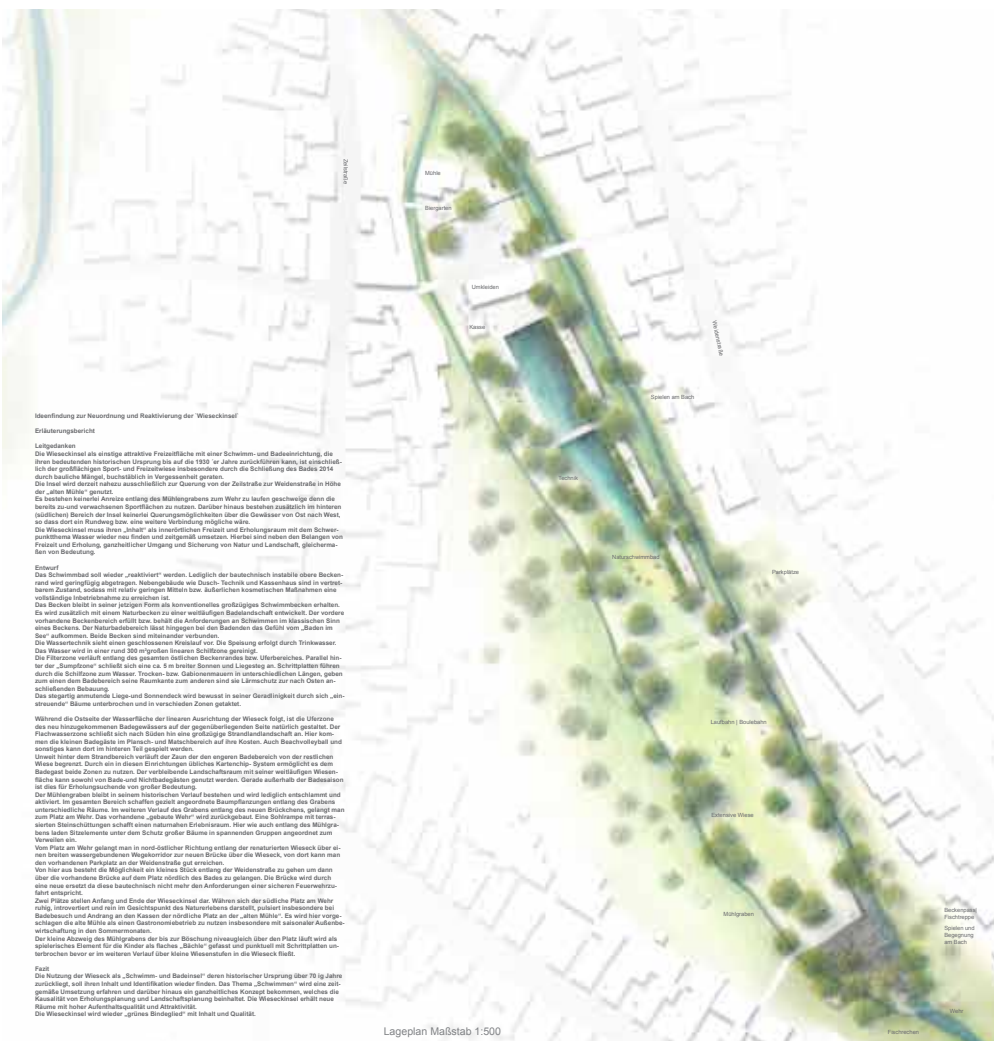 Ideenfindung zur Neuordnung und Reaktivierung der ´Wieseckinsel´
Erläuterungsbericht
Leitgedanken
Die Wieseckinsel als einstige attraktive Freizeitfläche mit einer Schwimm- und Badeeinrichtung, die
ihren bedeutenden historischen Ursprung bis auf die 1930 ´er Jahre zurückführen kann, ist einschließ-
lich der großflächigen Sport- und Freizeitwiese insbesondere durch die Schließung des Bades 2014
durch bauliche Mängel, buchstäblich in Vergessenheit geraten.
Die Insel wird derzeit nahezu ausschließlich zur Querung von der Zeilstraße zur Weidenstraße in Höhe
der „alten Mühle“ genutzt.
Es bestehen keinerlei Anreize entlang des Mühlengrabens zum Wehr zu laufen geschweige denn die
bereits zu-und verwachsenen Sportflächen zu nutzen. Darüber hinaus bestehen zusätzlich im hinteren
(südlichen) Bereich der Insel keinerlei Querungsmöglichkeiten über die Gewässer von Ost nach West,
so dass dort ein Rundweg bzw. eine weitere Verbindung mögliche wäre.
Die Wieseckinsel muss ihren „Inhalt“ als innerörtlichen Freizeit und Erholungsraum mit dem Schwer-
punktthema Wasser wieder neu finden und zeitgemäß umsetzen. Hierbei sind neben den Belangen von
Freizeit und Erholung, ganzheitlicher Umgang und Sicherung von Natur und Landschaft, gleicherma-
ßen von Bedeutung.
Entwurf
Das Schwimmbad soll wieder „reaktiviert“ werden. Lediglich der bautechnisch instabile obere Becken-
rand wird geringfügig abgetragen. Nebengebäude wie Dusch- Technik und Kassenhaus sind in vertret-
barem Zustand, sodass mit relativ geringen Mitteln bzw. äußerlichen kosmetischen Maßnahmen eine
vollständige Inbetriebnahme zu erreichen ist.
Das Becken bleibt in seiner jetzigen Form als konventionelles großzügiges Schwimmbecken erhalten.
Es wird zusätzlich mit einem Naturbecken zu einer weitläufigen Badelandschaft entwickelt. Der vordere
vorhandene Beckenbereich erfüllt bzw. behält die Anforderungen an Schwimmen im klassischen Sinn
eines Beckens. Der Naturbadebereich lässt hingegen bei den Badenden das Gefühl vom „Baden im
See“ aufkommen. Beide Becken sind miteinander verbunden.
Die Wassertechnik sieht einen geschlossenen Kreislauf vor. Die Speisung erfolgt durch Trinkwasser.
Das Wasser wird in einer rund 300 m²großen linearen Schilfzone gereinigt.
Die Filterzone verläuft entlang des gesamten östlichen Beckenrandes bzw. Uferbereiches. Parallel hin-
ter der „Sumpfzone“ schließt sich eine ca. 5 m breiter Sonnen und Liegesteg an. Schrittplatten führen
durch die Schilfzone zum Wasser. Trocken- bzw. Gabionenmauern in unterschiedlichen Längen, geben
zum einen dem Badebereich seine Raumkante zum anderen sie als Lärmschutz zur nach Osten an-
schließenden Bebauung.
Das stegartig anmutende Liege-und Sonnendeck wird bewusst in seiner Geradlinigkeit durch sich „ein-
streuende“ Bäume unterbrochen und in verschieden Zonen getaktet.
Während die Ostseite der Wasserfläche der linearen Ausrichtung der Wieseck folgt, ist die Uferzone
des neu hinzugekommenen Badegewässers auf der gegenüberliegenden Seite natürlich gestaltet. Der
Flachwasserzone schließt sich nach Süden hin eine großzügige Strandlandlandschaft an. Hier kom-
men die kleinen Badegäste im Plansch- und Matschbereich auf ihre Kosten. Auch Beachvolleyball und
sonstiges kann dort im hinteren Teil gespielt werden.
Unweit hinter dem Strandbereich verläuft der Zaun der den engeren Badebereich von der restlichen
Wiese begrenzt. Durch ein in diesen Einrichtungen übliches Kartenchip- System ermöglicht es dem
Badegast beide Zonen zu nutzen. Der verbleibende Landschaftsraum mit seiner weitläufigen Wiesen-
fläche kann sowohl von Bade-und Nichtbadegästen genutzt werden. Gerade außerhalb der Badesaison
ist dies für Erholungsuchende von großer Bedeutung.
Der Mühlengraben bleibt in seinem historischen Verlauf bestehen und wird lediglich entschlammt und
aktiviert. Im gesamten Bereich schaffen gezielt angeordnete Baumpflanzungen entlang des Grabens
unterschiedliche Räume. Im weiteren Verlauf des Grabens entlang des neuen Brückchens, gelangt man
zum Platz am Wehr. Das vorhandene „gebaute Wehr“ wird zurückgebaut. Eine Sohlrampe mit terras-
sierten Steinschüttungen schafft einen naturnahen Erlebnisraum. Hier wie auch entlang des Mühlgra-
bens laden Sitzelemente unter dem Schutz großer Bäume in spannenden Gruppen angeordnet zum
Verweilen ein.
Vom Platz am Wehr gelangt man in nord-östlicher Richtung entlang der renaturierten Wieseck über ei-
nen breiten wassergebundenen Wegekorridor zur neuen Brücke über die Wieseck, von dort kann man
den vorhandenen Parkplatz an der Weidenstraße gut erreichen.
Von hier aus besteht die Möglichkeit ein kleines Stück entlang der Weidenstraße zu gehen um dann
über die vorhandene Brücke auf dem Platz nördlich des Bades zu gelangen. Die Brücke wird durch
eine neue ersetzt da diese bautechnisch nicht mehr den Anforderungen einer sicheren Feuerwehrzu-
fahrt entspricht.
Zwei Plätze stellen Anfang und Ende der Wieseckinsel dar. Währen sich der südliche Platz am Wehr
ruhig, introvertiert und rein im Gesichtspunkt des Naturerlebens darstellt, pulsiert insbesondere bei
Badebesuch und Andrang an den Kassen der nördliche Platz an der „alten Mühle“. Es wird hier vorge-
schlagen die alte Mühle als einen Gastronomiebetrieb zu nutzen insbesondere mit saisonaler Außenbe-
wirtschaftung in den Sommermonaten.
Der kleine Abzweig des Mühlgrabens der bis zur Böschung niveaugleich über den Platz läuft wird als
spielerisches Element für die Kinder als flaches „Bächle“ gefasst und punktuell mit Schrittplatten un-
terbrochen bevor er im weiteren Verlauf über kleine Wiesenstufen in die Wieseck fließt.
Fazit
Die Nutzung der Wieseck als „Schwimm- und Badeinsel“ deren historischer Ursprung über 70 ig Jahre
zurückliegt, soll ihren Inhalt und Identifikation wieder finden. Das Thema „Schwimmen“ wird eine zeit-
gemäße Umsetzung erfahren und darüber hinaus ein ganzheitliches Konzept bekommen, welches die
Kausalität von Erholungsplanung und Landschaftsplanung beinhaltet. Die Wieseckinsel erhält neue
Räume mit hoher Aufenthaltsqualität und Attraktivität.
Die Wieseckinsel wird wieder „grünes Bindeglied“ mit Inhalt und Qualität.
Zeilstraße
Mühle
Biergarten
Umkleiden
Kasse
Weidenstraße
Spielen am Bach
Technik
Naturschwimmbad
Parkplätze
Laufbahn | Boulebahn
Extensive Wiese
Mühlgraben
Beckenpass/
Fischtreppe
Spielen und
Begegnung
am Bach
Wehr
Fischrechen
Lageplan Maßstab 1:500